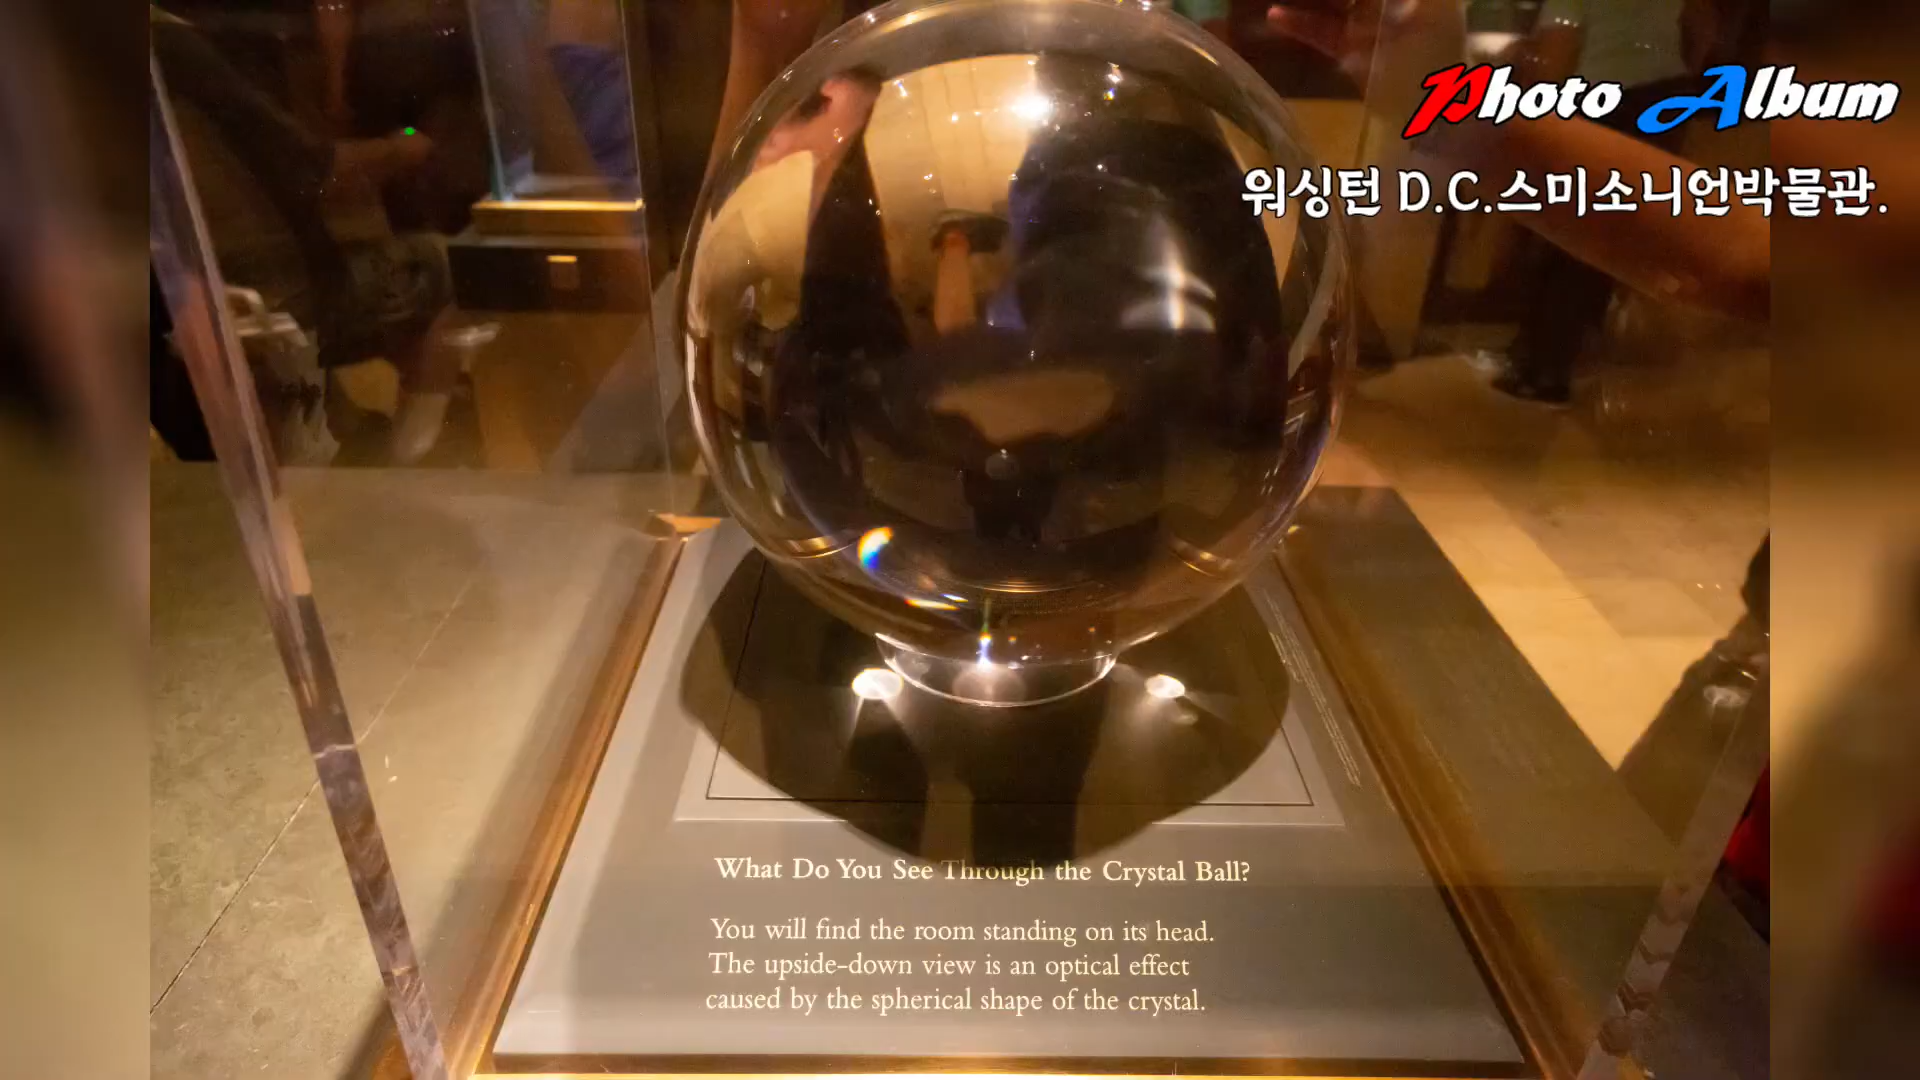 Photo Album
워싱턴 D.C.스미소니언박물관.
What Do You See Through the Crystal Ball?
You will find the room standing on its head.
The upside-down view is an optical effect
caused by the spherical shape of the crystal.